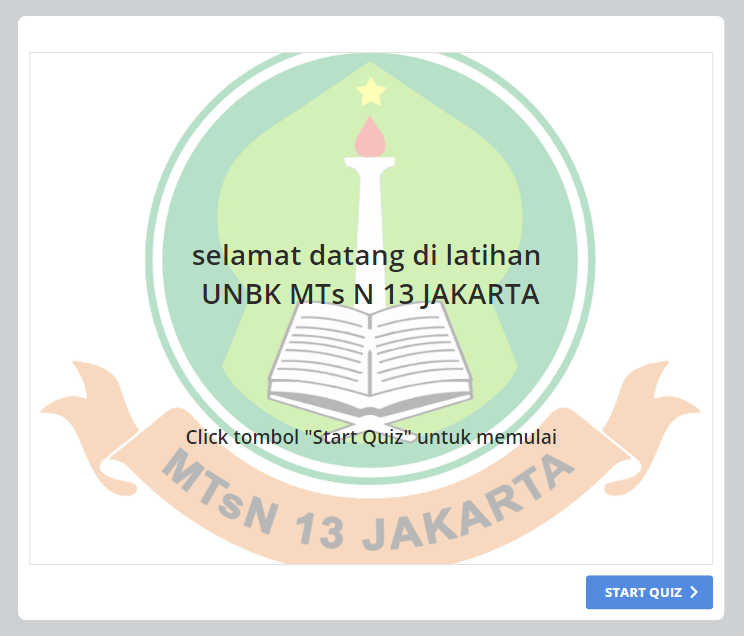 selamat datang di latihan
UNBK MTs N 13 JAKARTA
Click tombol "Start Quiz" untuk memulai
MTsN 13 JAKARTA
START QUIZ